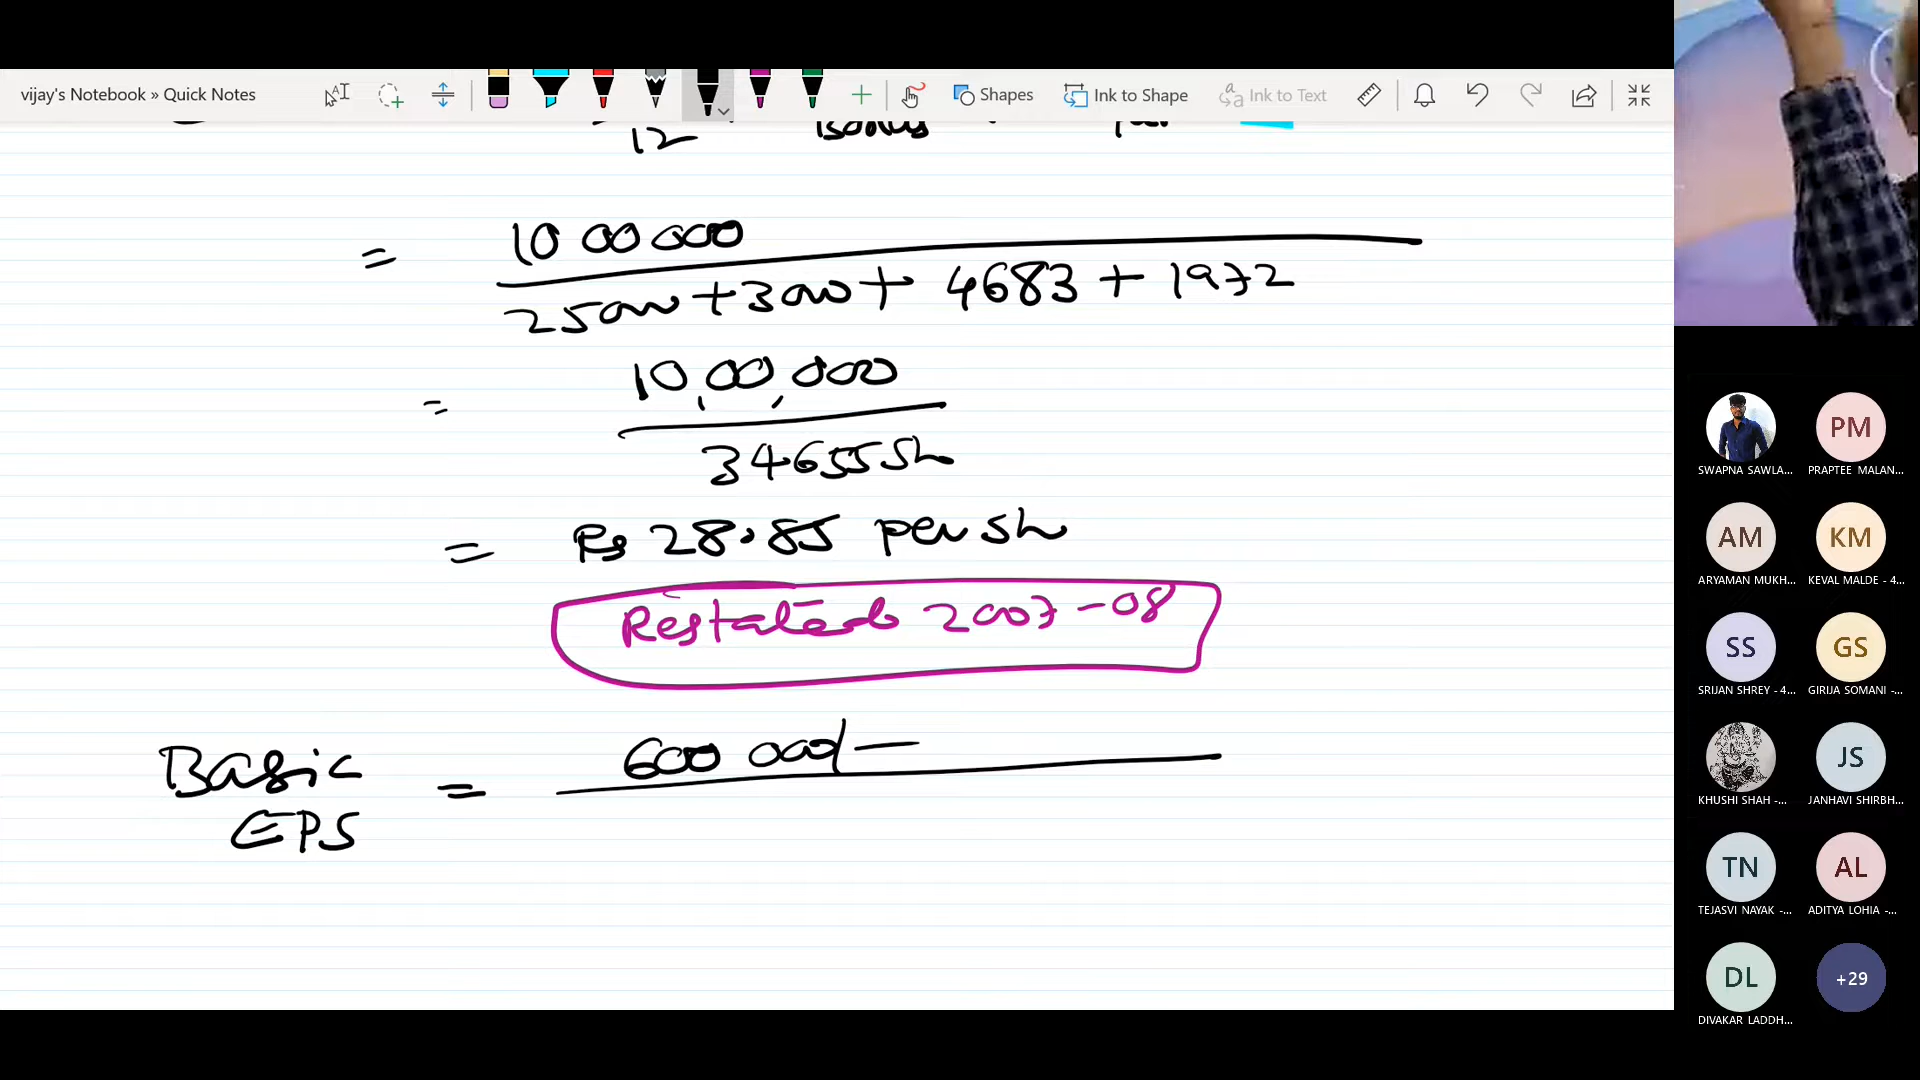 vijay's Notebook » Quick Notes
Shapes
Ink to Shape
Ink to Text
12 Bonus
= 10 00 000
25000 + 3000 + 4683 + 1972
= 10,00,000
34655 Sh
= Rs 28.85 per sh
Restated 2007-08
Basic EPS = 600 000/-
SWAPNA SAWLA...
PM
PRAPTEE MALAN...
AM
ARYAMAN MUKH...
KM
KEVAL MALDE - 4...
SS
SRIJAN SHREY - 4...
GS
GIRIJA SOMANI -...
KHUSHI SHAH -...
JS
JANHAVI SHIRBH...
TN
TEJASVI NAYAK -...
AL
ADITYA LOHIA -...
DL
DIVAKAR LADDH...
+29